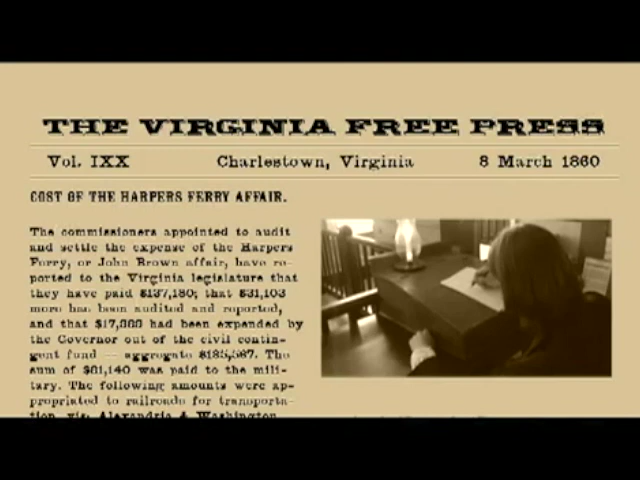 THE VIRGINIA FREE PRESS
Vol. IXX Charlestown, Virginia 8 March 1860
COST OF THE HARPERS FERRY AFFAIR.
The commissioners appointed to audit
and settle the expense of the Harpers
Ferry, or John Brown affair, have re-
ported to the Virginia legislature that
they have paid $137,180; that $31,103
more has been audited and reported,
and that had been expended by
the Governor out of the civil contin-
gent fund — aggregate The
sum of $81,140 was paid to the mili-
tary. The following amounts were ap-
propriated to railroads for transporta-
tion, viz: Alexandria & Washington